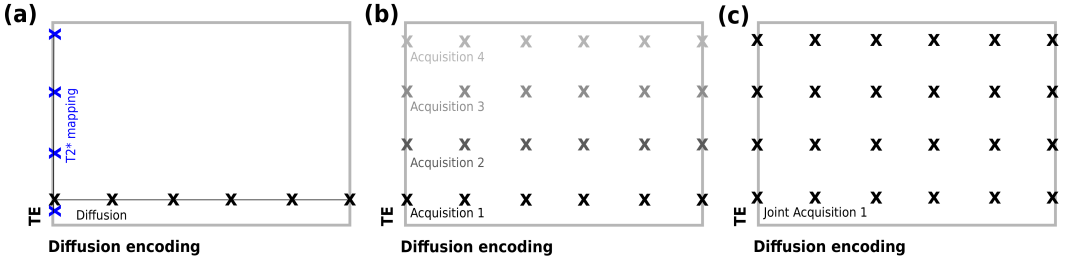 (a)
T2* mapping
Diffusion
TE
Diffusion encoding
(b)
Acquisition 4
Acquisition 3
Acquisition 2
Acquisition 1
TE
Diffusion encoding
(c)
Joint Acquisition 1
TE
Diffusion encoding